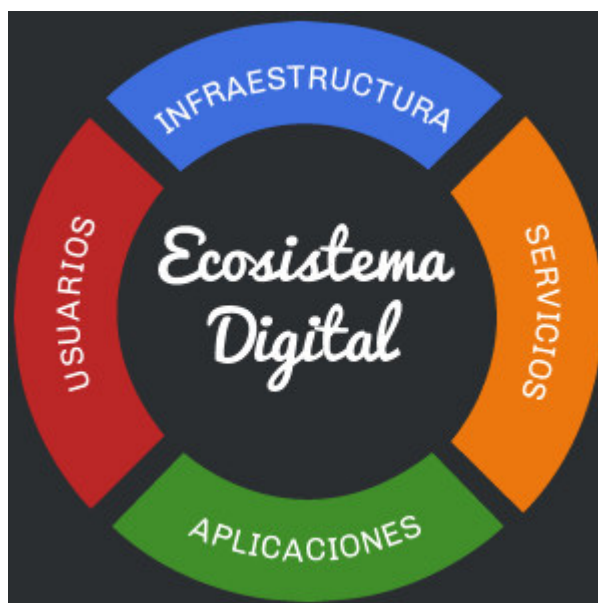 INFRAESTRUCTURA
SERVICIOS
Ecosistema
Digital
USUARIOS
APLICACIONES